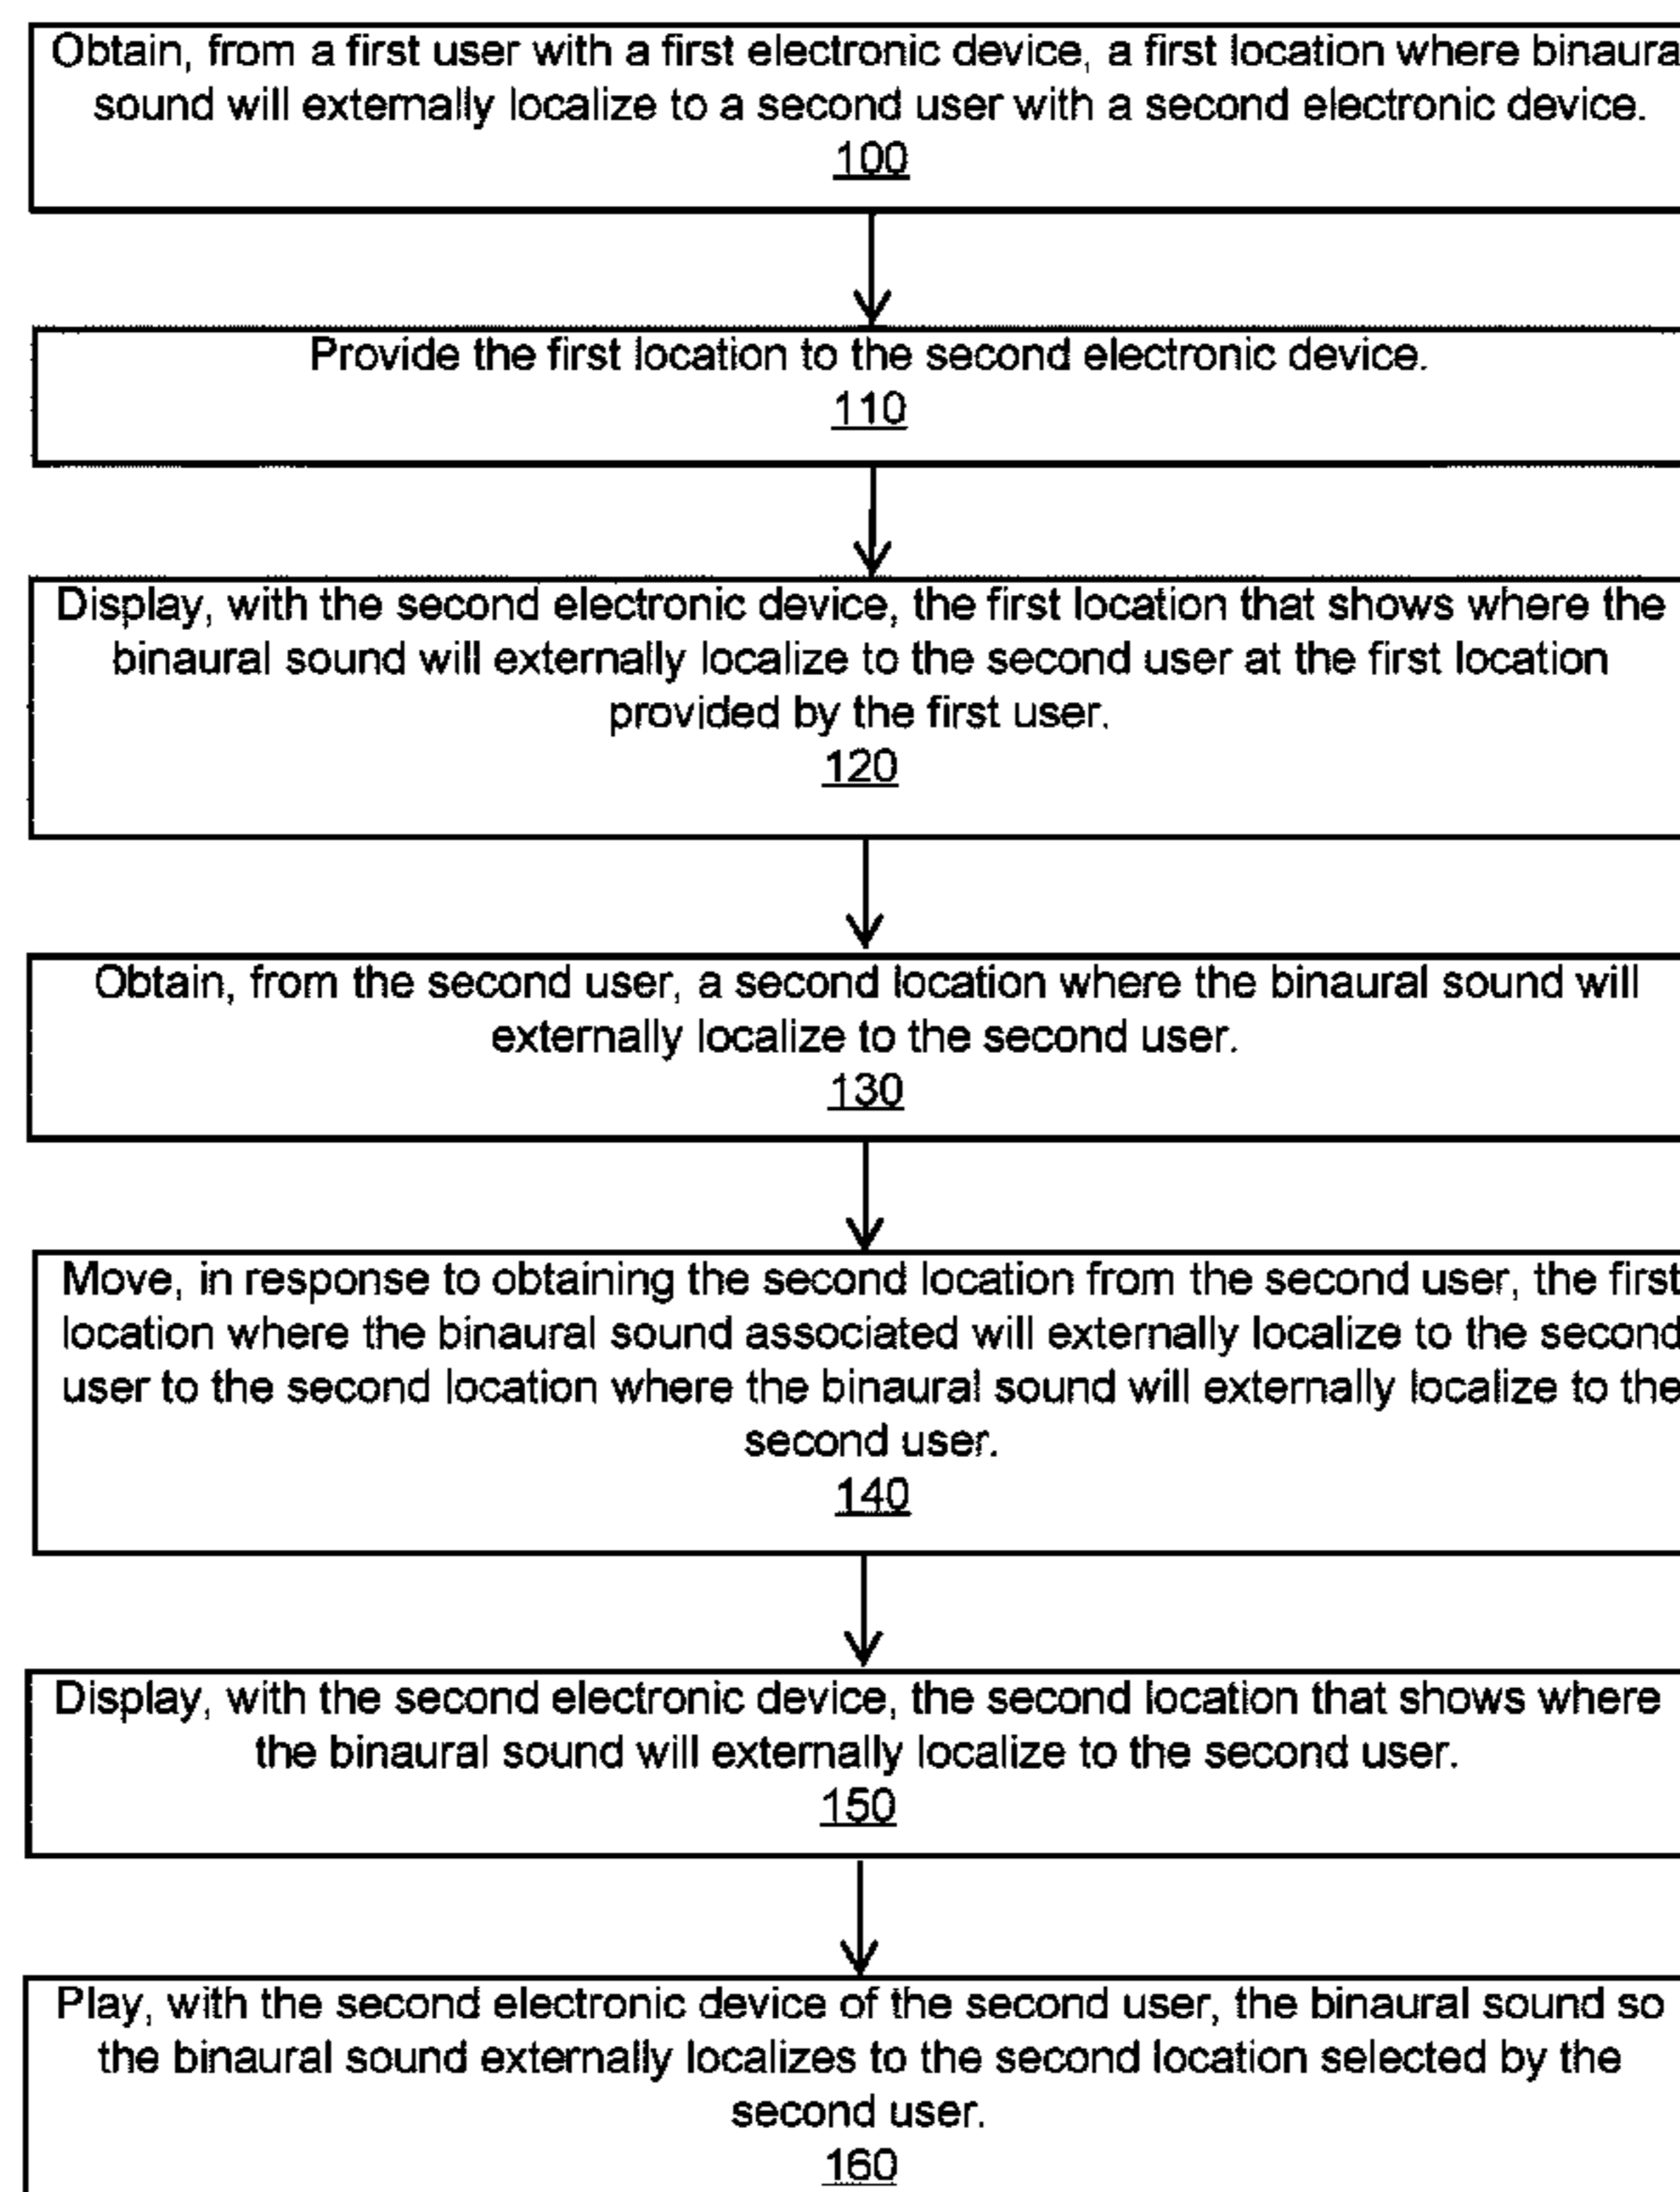 Obtain, from a first user with a first electronic device, a first location where binaura
sound will externally localize to a second user with a second electronic device.
100
Provide the first location to the second electronic device.
110
Display, with the second electronic device, the first location that shows where the
binaural sound will externally localize to the second user at the first location
provided by the first user.
120
Obtain, from the second user, a second location where the binaural sound will
externally localize to the second user.
130
Move, in response to obtaining the second location from the second user, the first
location where the binaural sound associated will externally localize to the second
user to the second location where the binaural sound will externally localize to the
second user.
140
Display, with the second electronic device, the second location that shows where
the binaural sound will externally localize to the second user.
150
Play, with the second electronic device of the second user, the binaural sound so
the binaural sound externally localizes to the second location selected by the
second user.
160